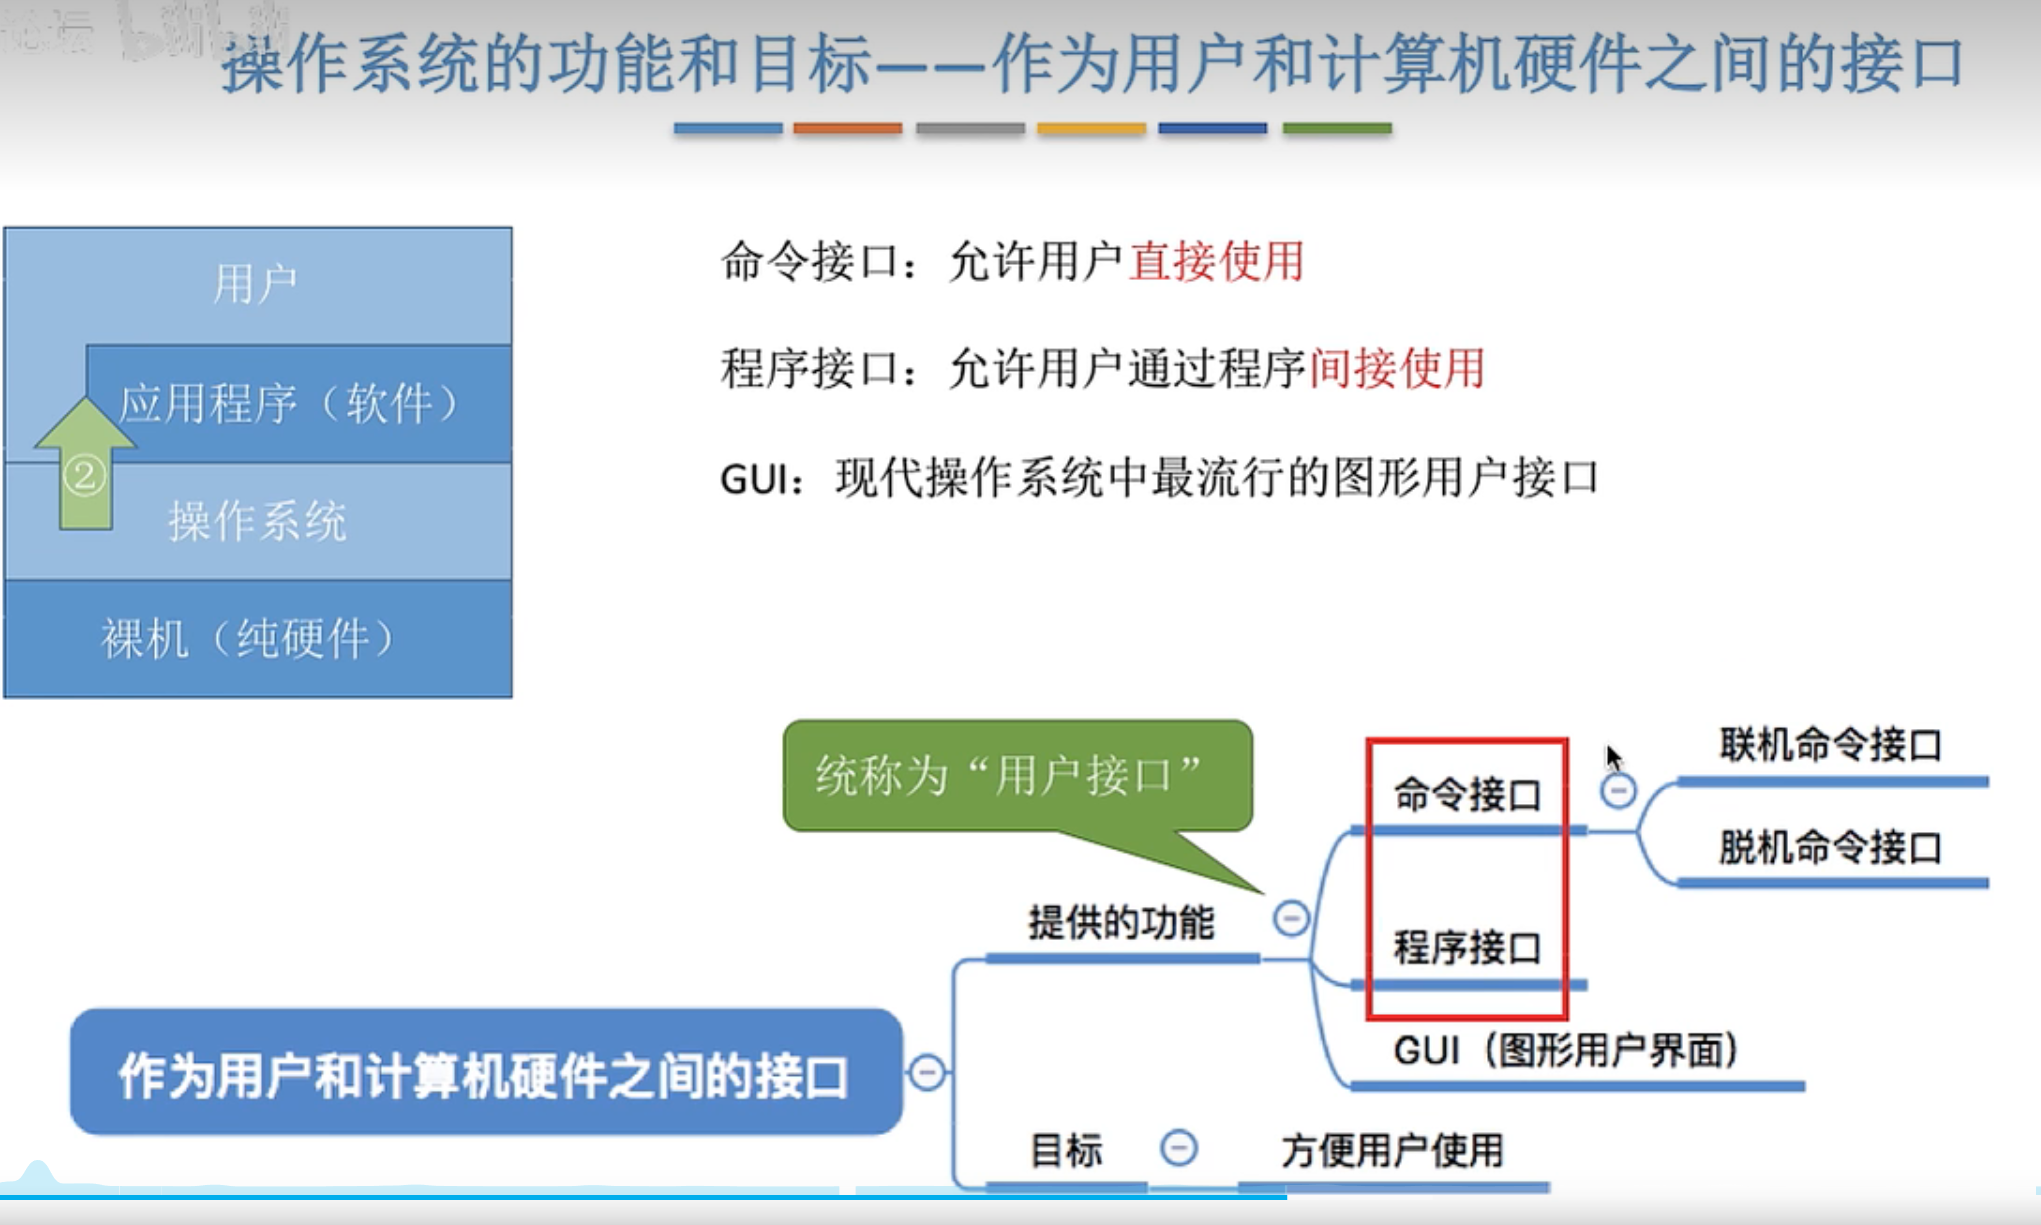 操作系统的功能和目标——作为用户和计算机硬件之间的接口
用户
应用程序（软件）
②
操作系统
裸机（纯硬件）
命令接口：允许用户直接使用
程序接口：允许用户通过程序间接使用
GUI：现代操作系统中最流行的图形用户接口
统称为“用户接口”
联机命令接口
命令接口
脱机命令接口
提供的功能
程序接口
GUI（图形用户界面）
作为用户和计算机硬件之间的接口
目标
方便用户使用